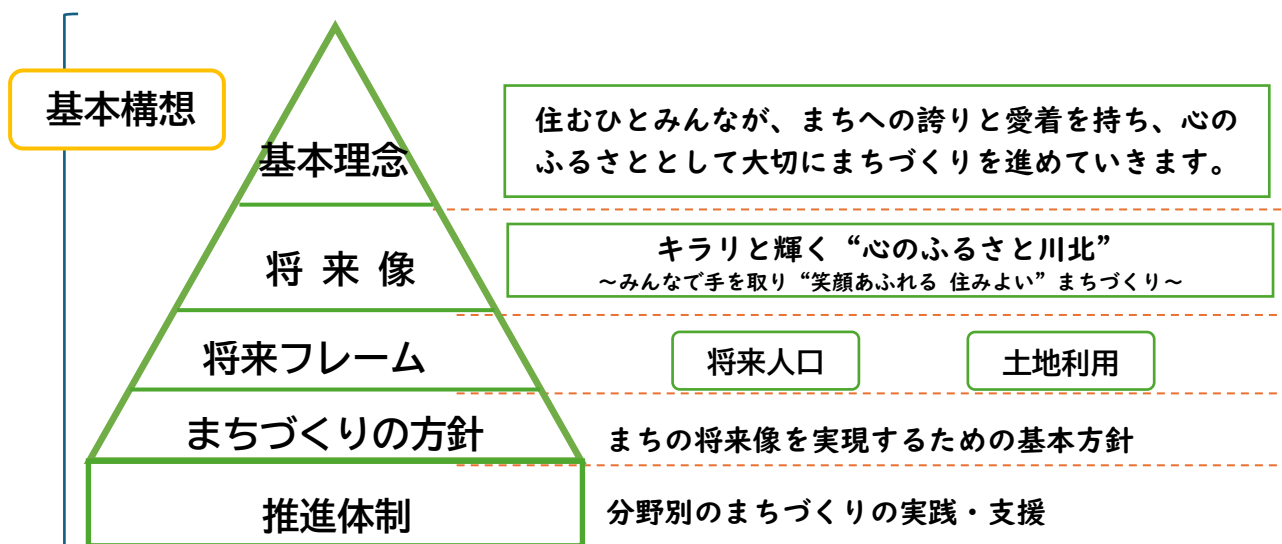 基本構想
基本理念
住むひとみんなが、まちへの誇りと愛着を持ち、心の
ふるさととして大切にまちづくりを進めていきます。
将来像
キラリと輝く“心のふるさと川北”
～みんなで手を取り“笑顔あふれる 住みよい”まちづくり～
将来フレーム
将来人口
土地利用
まちづくりの方針
まちの将来像を実現するための基本方針
推進体制
分野別のまちづくりの実践・支援